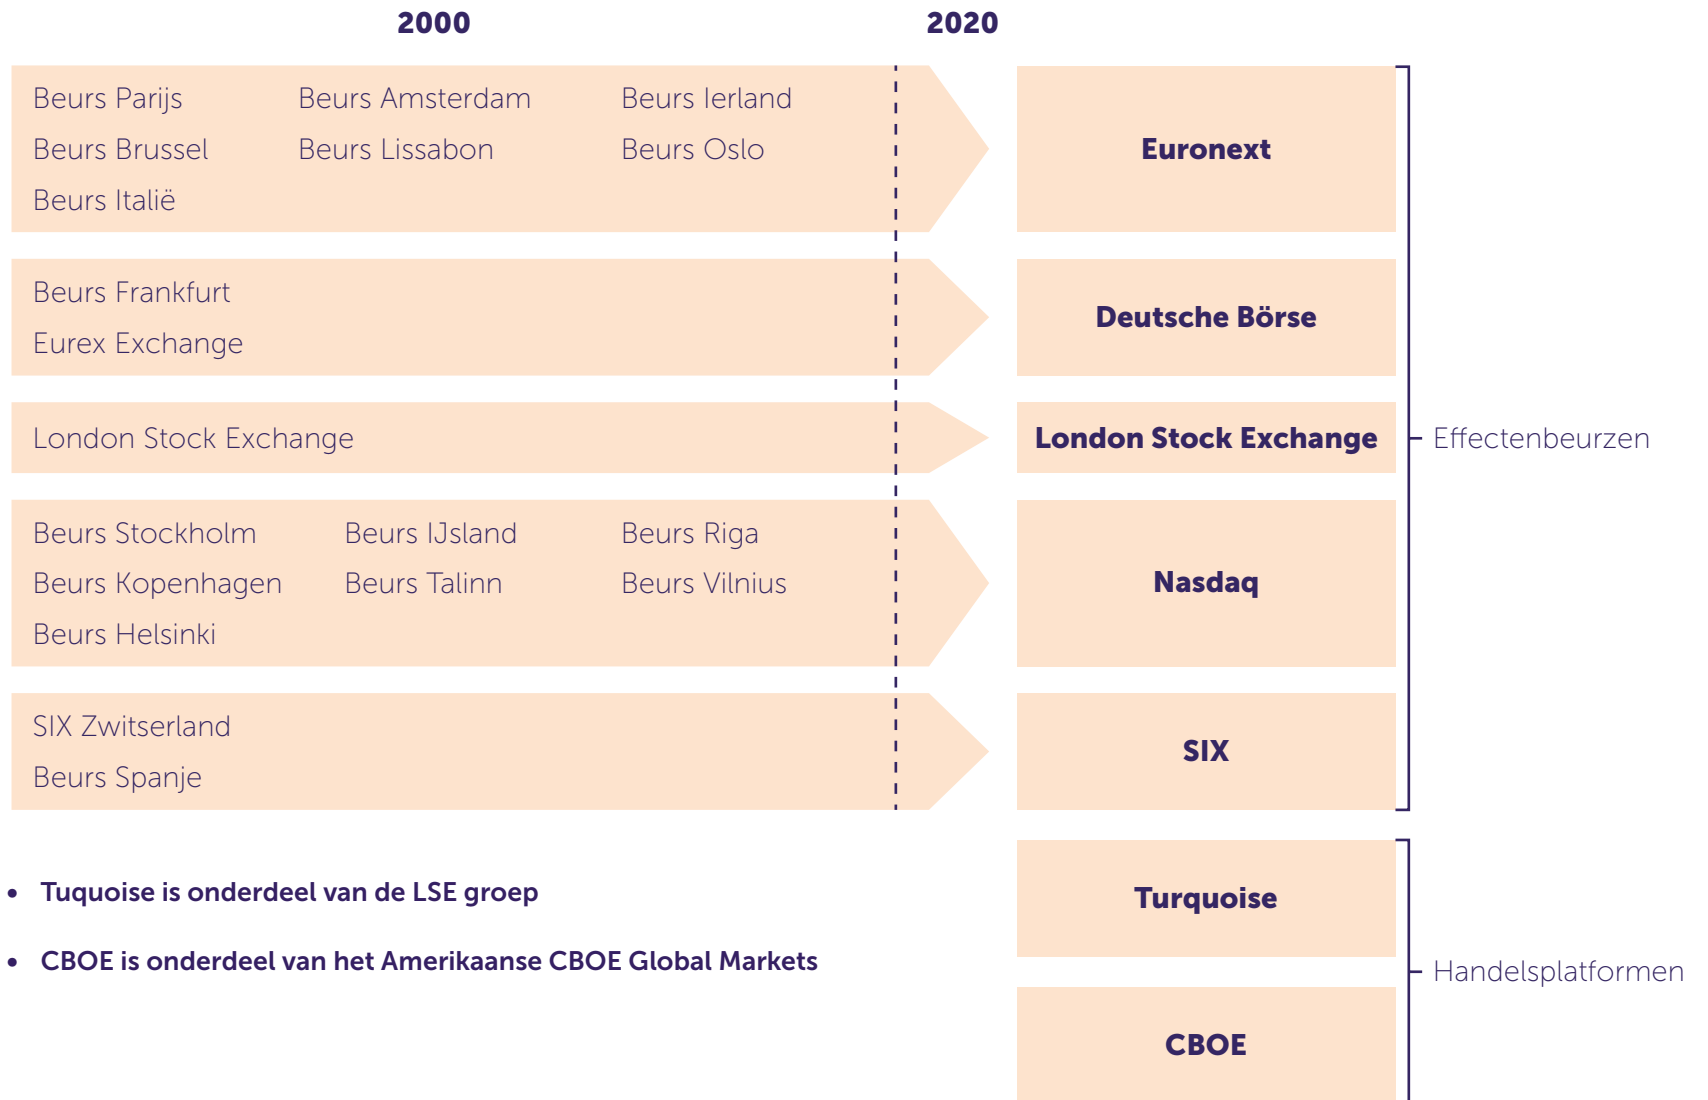 2000 2020
Beurs Parijs Beurs Amsterdam Beurs Ierland
Beurs Brussel Beurs Lissabon Beurs Oslo
Beurs Italië
Euronext
Beurs Frankfurt
Eurex Exchange
Deutsche Börse
London Stock Exchange
London Stock Exchange
Effectenbeurzen
Beurs Stockholm Beurs IJsland Beurs Riga
Beurs Kopenhagen Beurs Talinn Beurs Vilnius
Beurs Helsinki
Nasdaq
SIX Zwitserland
Beurs Spanje
SIX
• Tuquoise is onderdeel van de LSE groep
• CBOE is onderdeel van het Amerikaanse CBOE Global Markets
Turquoise
Handelsplatformen
CBOE